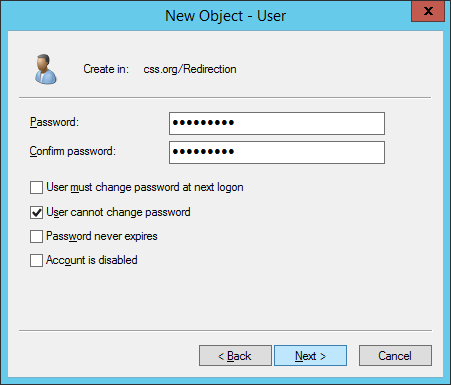 New Object - User
x
Create in: css.org/Redirection
Password: •••••••••
Confirm password: •••••••••
User must change password at next logon
User cannot change password
Password never expires
Account is disabled
< Back Next > Cancel